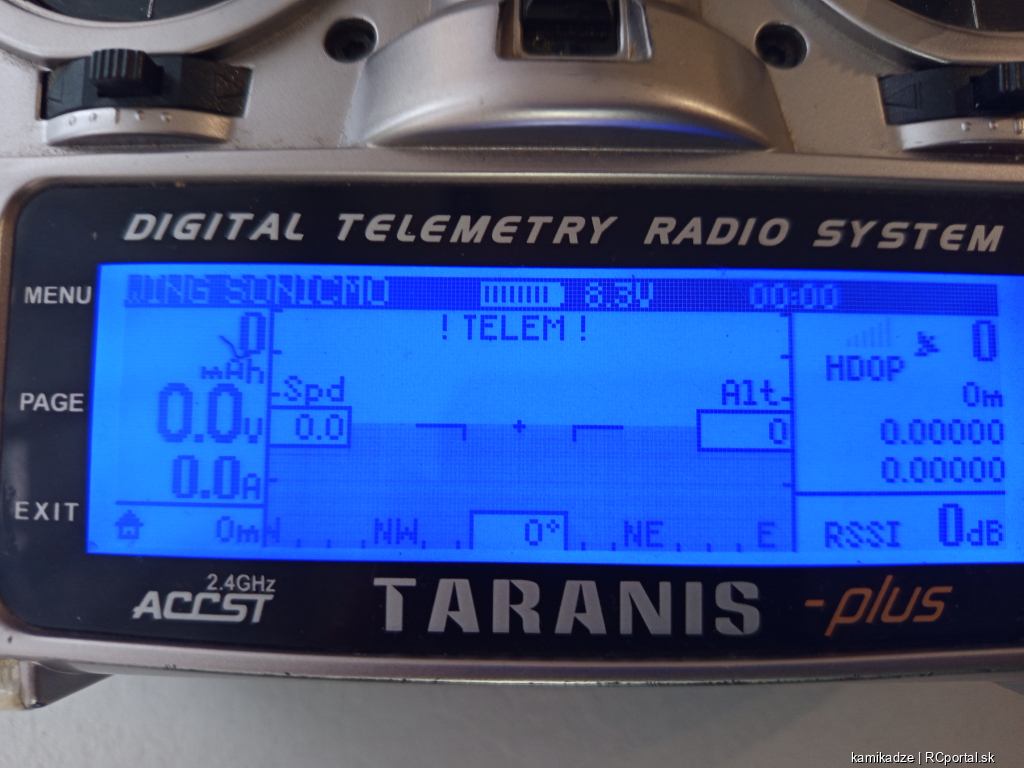 DIGITAL TELEMETRY RADIO SYSTEM
MENU
PAGE
EXIT
WING SONICMO 8.3V 00:00
! TELEM !
0
mAh
0.0V
0.0A
0m
Spd
0.0
Alt
0
NW 0° NE E
0
HDOP
0m
0.00000
0.00000
RSSI 0dB
2.4GHz
ACCST
TARANIS -plus
kamikadze | RCportal.sk